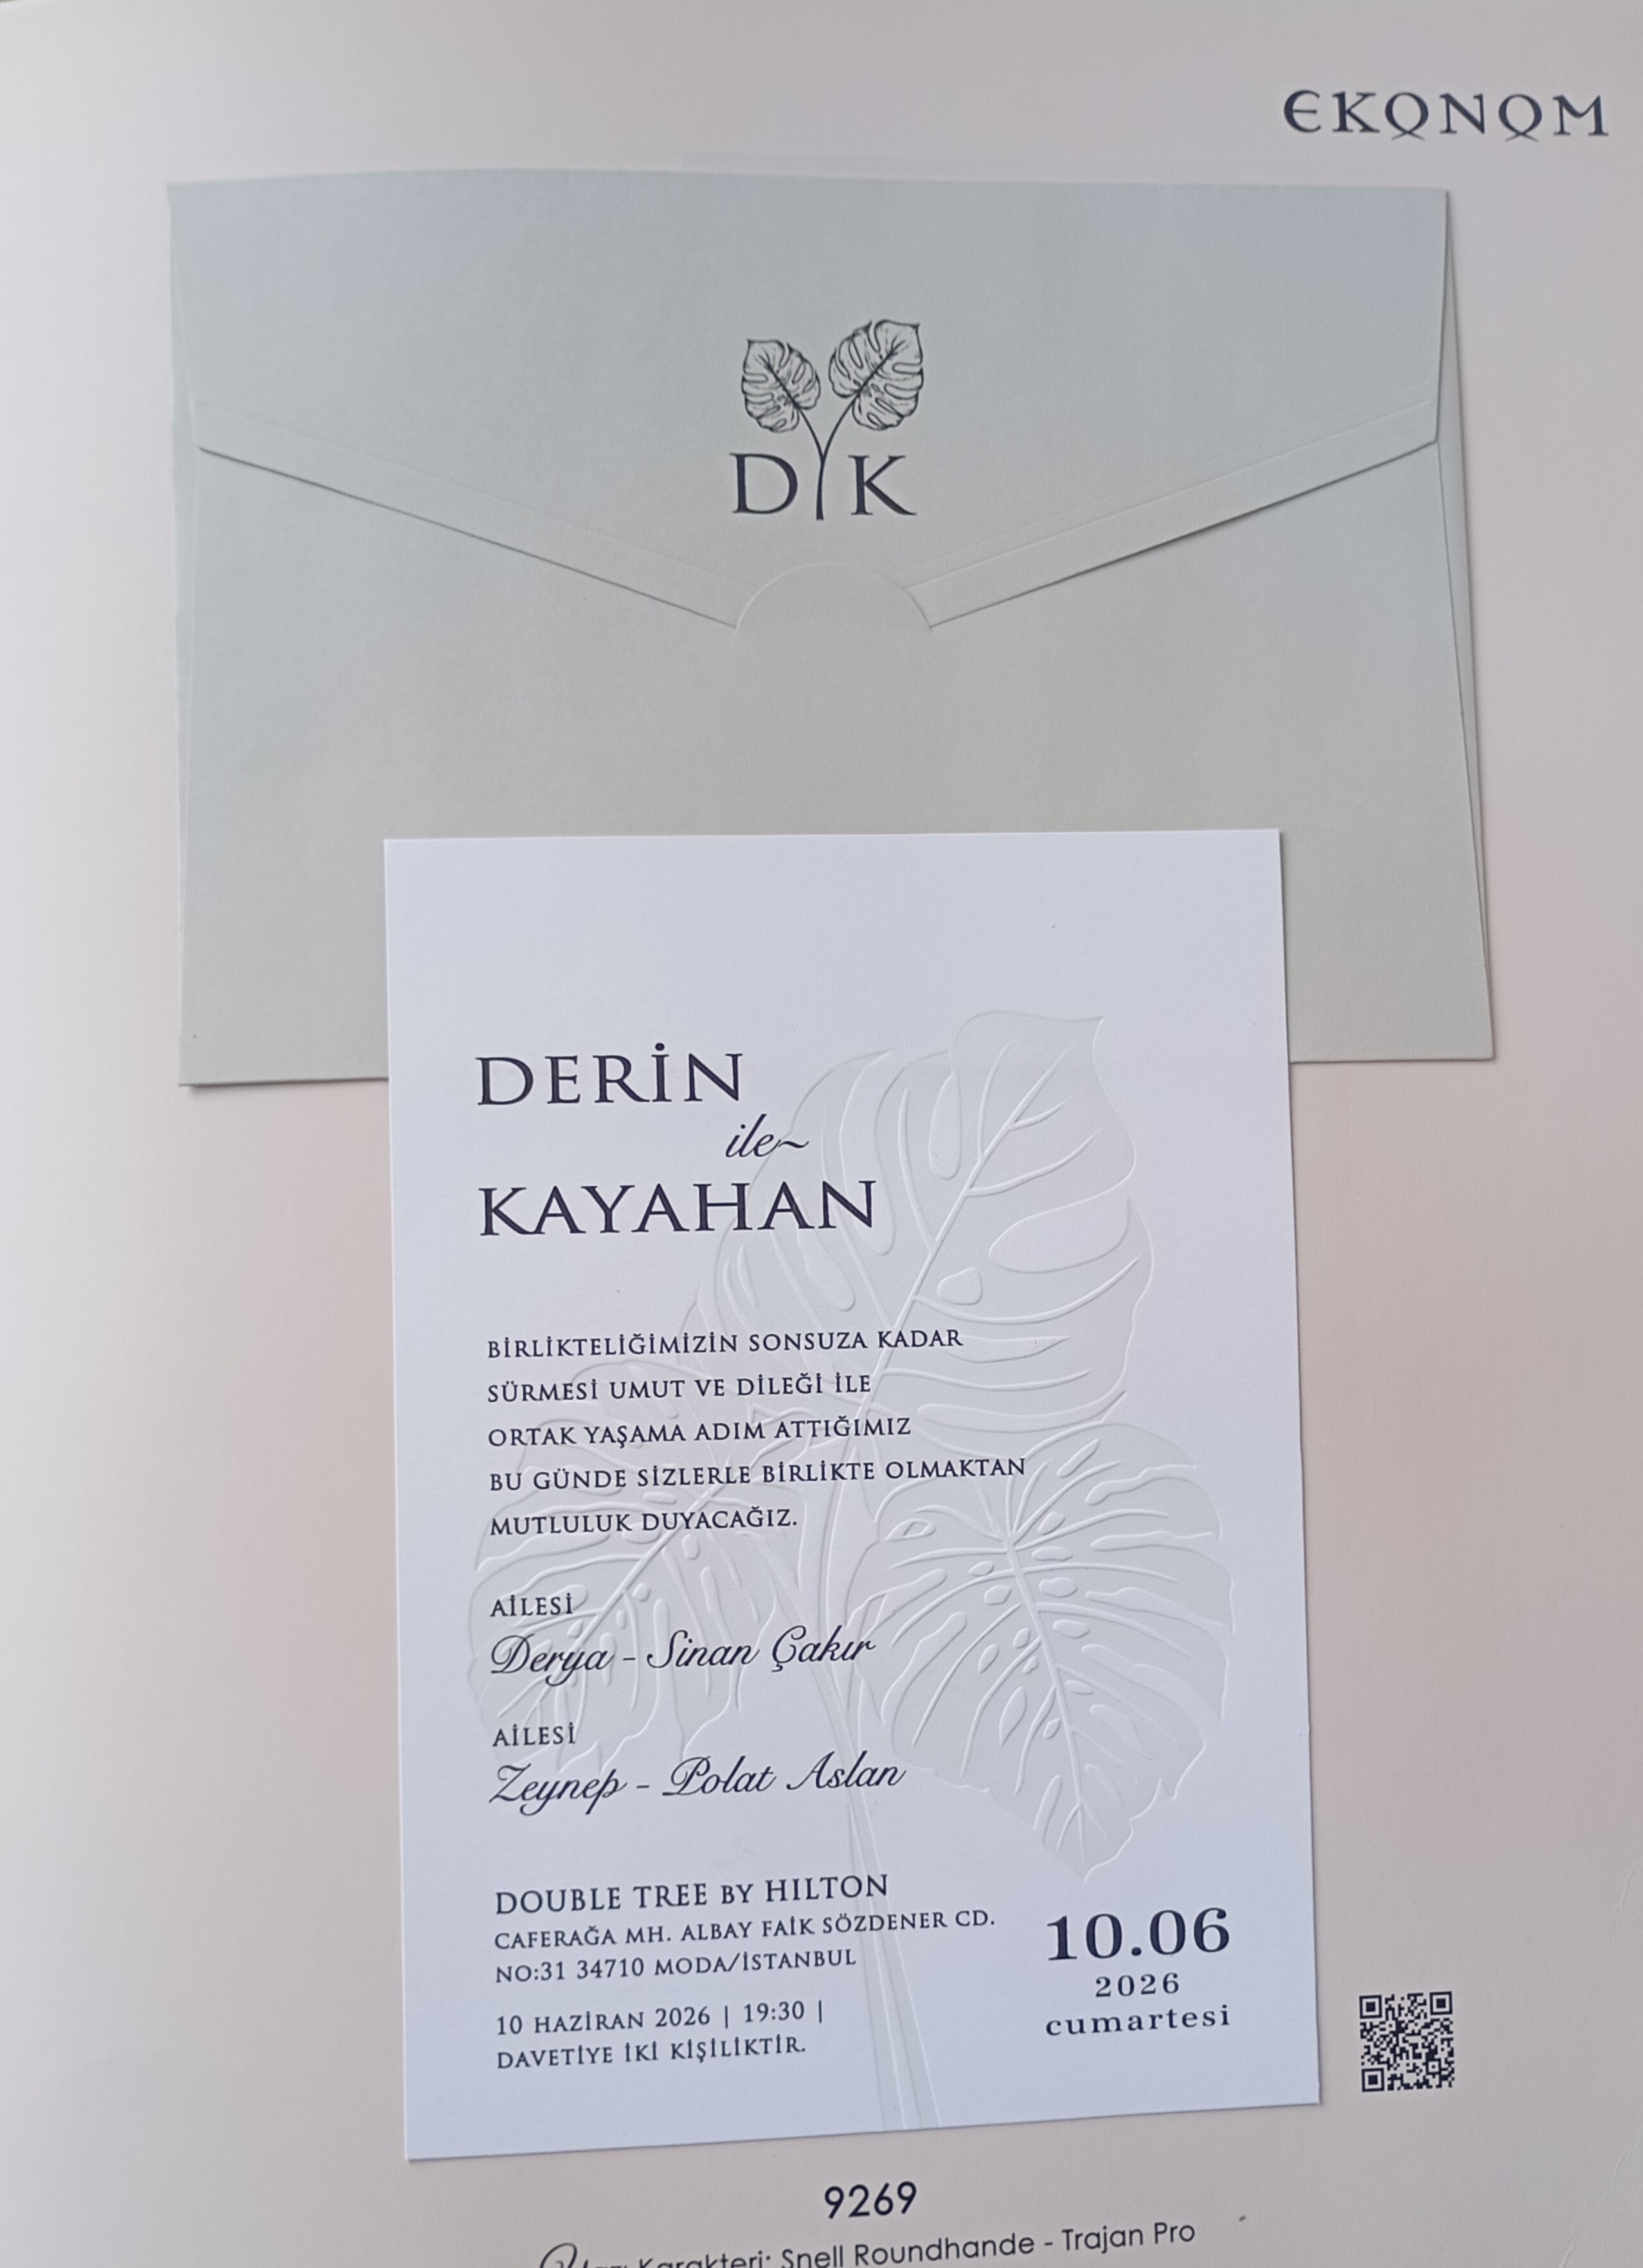 EKONOM
D K
DERİN
ile
KAYAHAN
BİRLİKTELİĞİMİZİN SONSUZA KADAR
SÜRMESİ UMUT VE DİLEĞİ İLE
ORTAK YAŞAMA ADIM ATTIĞIMIZ
BU GÜNDE SİZLERLE BİRLİKTE OLMAKTAN
MUTLULUK DUYACAĞIZ.
AİLESİ
Derya - Sinan Çakır
AİLESİ
Zeynep - Polat Aslan
DOUBLE TREE BY HILTON
CAFERAĞA MH. ALBAY FAİK SÖZDENER CD.
NO:31 34710 MODA/İSTANBUL
10 HAZİRAN 2026 | 19:30 |
DAVETİYE İKİ KİŞİLİKTİR.
10.06
2026
cumartesi
9269
Karakteri: Snell Roundhande - Trajan Pro